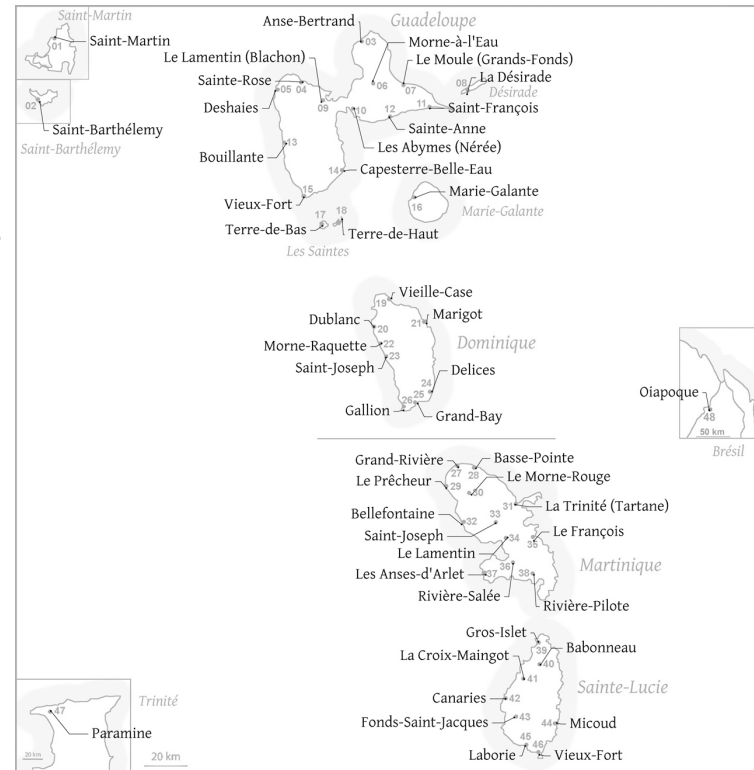 Saint-Martin
01
Saint-Martin
02
Saint-Barthélemy
Saint-Barthélemy
Guadeloupe
Anse-Bertrand
03
Morne-à-l'Eau
Le Lamentin (Blachon)
Le Moule (Grands-Fonds)
Sainte-Rose
La Désirade
Désirade
Deshaies
05
04
06
07
08
09
10
12
11
Saint-François
Sainte-Anne
Les Abymes (Nérée)
Bouillante
13
14
Capesterre-Belle-Eau
15
Vieux-Fort
Marie-Galante
16
Marie-Galante
17
18
Terre-de-Bas
Terre-de-Haut
Les Saintes
19
Vieille-Case
Dublanc
20
21
Marigot
Morne-Raquette
22
Dominique
Saint-Joseph
23
24
Delices
25
26
Gallion
Grand-Bay
Oiapoque
48
50 km
Brésil
Grand-Rivière
27
28
Basse-Pointe
Le Prêcheur
29
30
Le Morne-Rouge
31
La Trinité (Tartane)
Bellefontaine
32
33
Saint-Joseph
34
35
Le François
Le Lamentin
36
Martinique
Les Anses-d'Arlet
37
38
Rivière-Salée
Rivière-Pilote
Gros-Islet
39
Babonneau
40
La Croix-Maingot
41
Sainte-Lucie
Canaries
42
Fonds-Saint-Jacques
43
44
Micoud
45
46
Laborie
Vieux-Fort
Trinité
47
Paramine
20 km
20 km